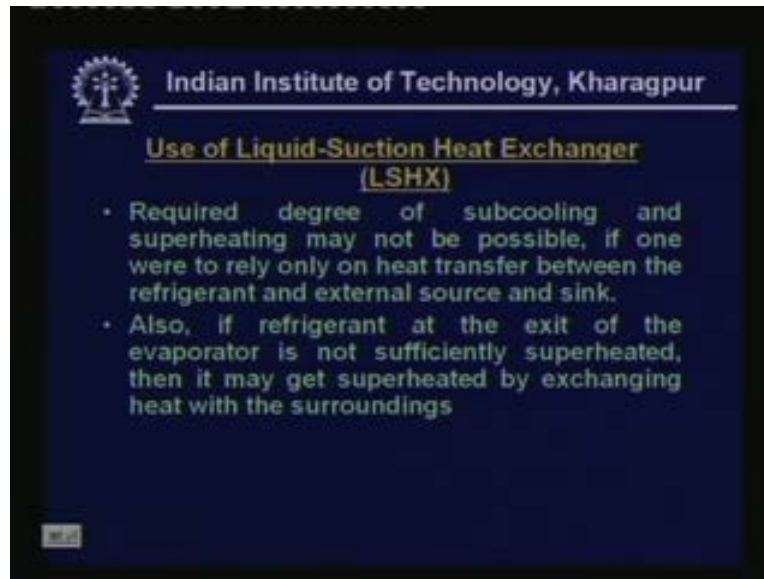 Indian Institute of Technology, Kharagpur
Use of Liquid-Suction Heat Exchanger
(LSHX)
• Required degree of subcooling and
superheating may not be possible, if one
were to rely only on heat transfer between the
refrigerant and external source and sink.
• Also, if refrigerant at the exit of the
evaporator is not sufficiently superheated,
then it may get superheated by exchanging
heat with the surroundings